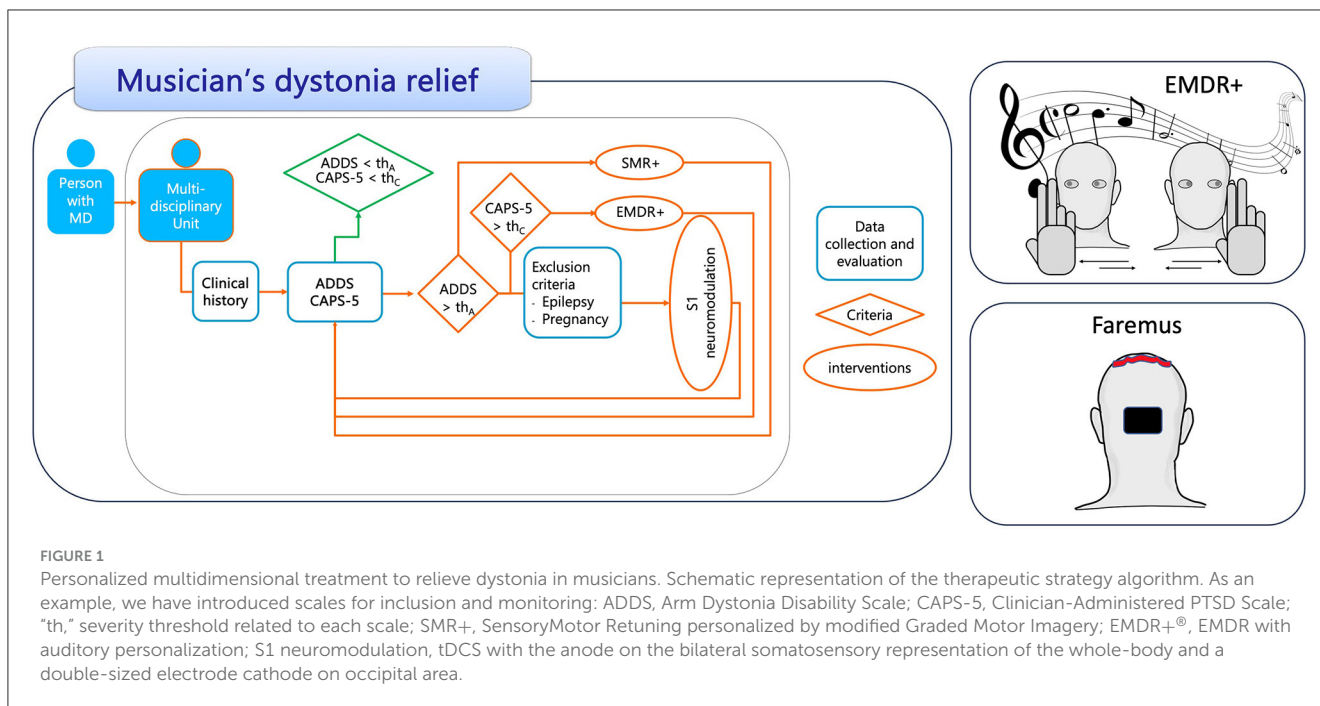 Musician's dystonia relief
Person
with
MD
Multi-
disciplinary
Unit
Clinical
history
ADDS
CAPS-5
ADDS < thA
CAPS-5 < thC
ADDS
> thA
CAPS-5
> thC
SMR+
EMDR+
Exclusion
criteria
- Epilepsy
- Pregnancy
S1
neuromodulation
Data
collection and
evaluation
Criteria
interventions
EMDR+
Faremus
FIGURE 1
Personalized multidimensional treatment to relieve dystonia in musicians. Schematic representation of the therapeutic strategy algorithm. As an
example, we have introduced scales for inclusion and monitoring: ADDS, Arm Dystonia Disability Scale; CAPS-5, Clinician-Administered PTSD Scale;
"th," severity threshold related to each scale; SMR+, SensoryMotor Retuning personalized by modified Graded Motor Imagery; EMDR+®, EMDR with
auditory personalization; S1 neuromodulation, tDCS with the anode on the bilateral somatosensory representation of the whole-body and a
double-sized electrode cathode on occipital area.